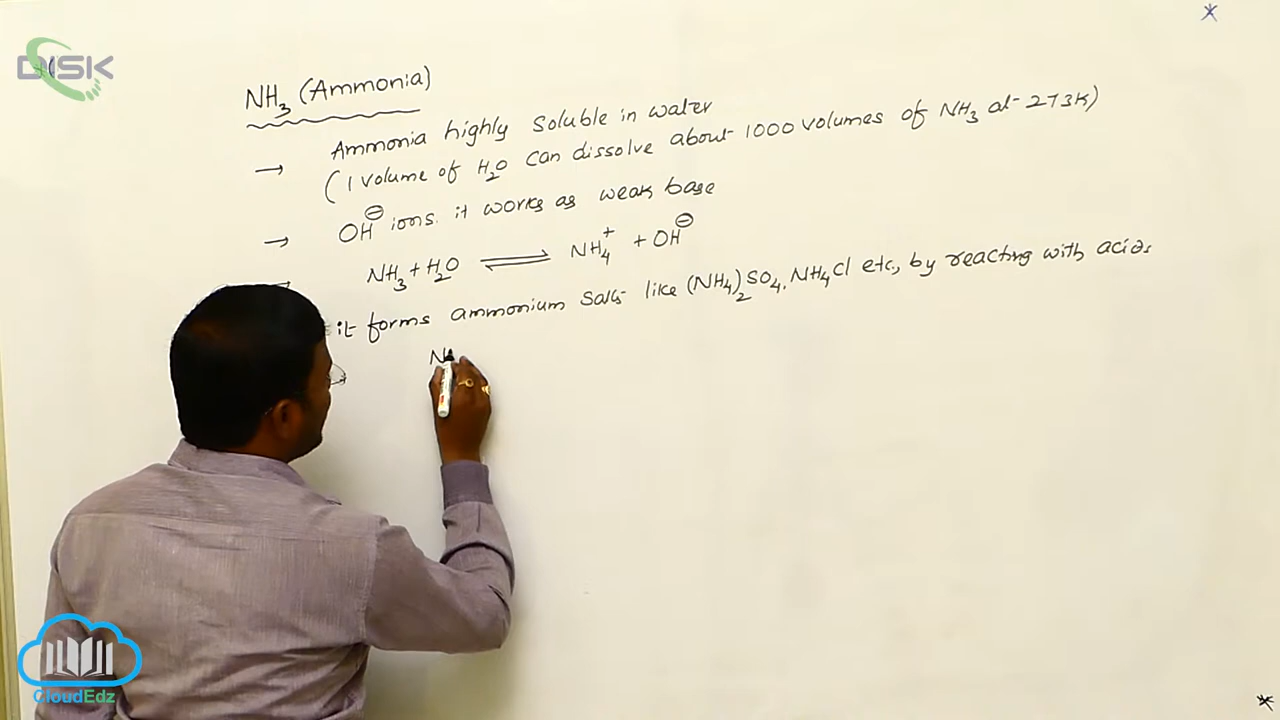 DISK
NH₃ (Ammonia)
→ Ammonia highly soluble in water
(1 volume of H₂O can dissolve about 1000 volumes of NH₃ at 273K)
→ OH⊖ ions. it works as weak base
NH₃ + H₂O ⇌ NH₄⁺ + OH⊖
it forms ammonium salts like (NH₄)₂SO₄, NH₄Cl etc, by reacting with acids
N
CloudEdz